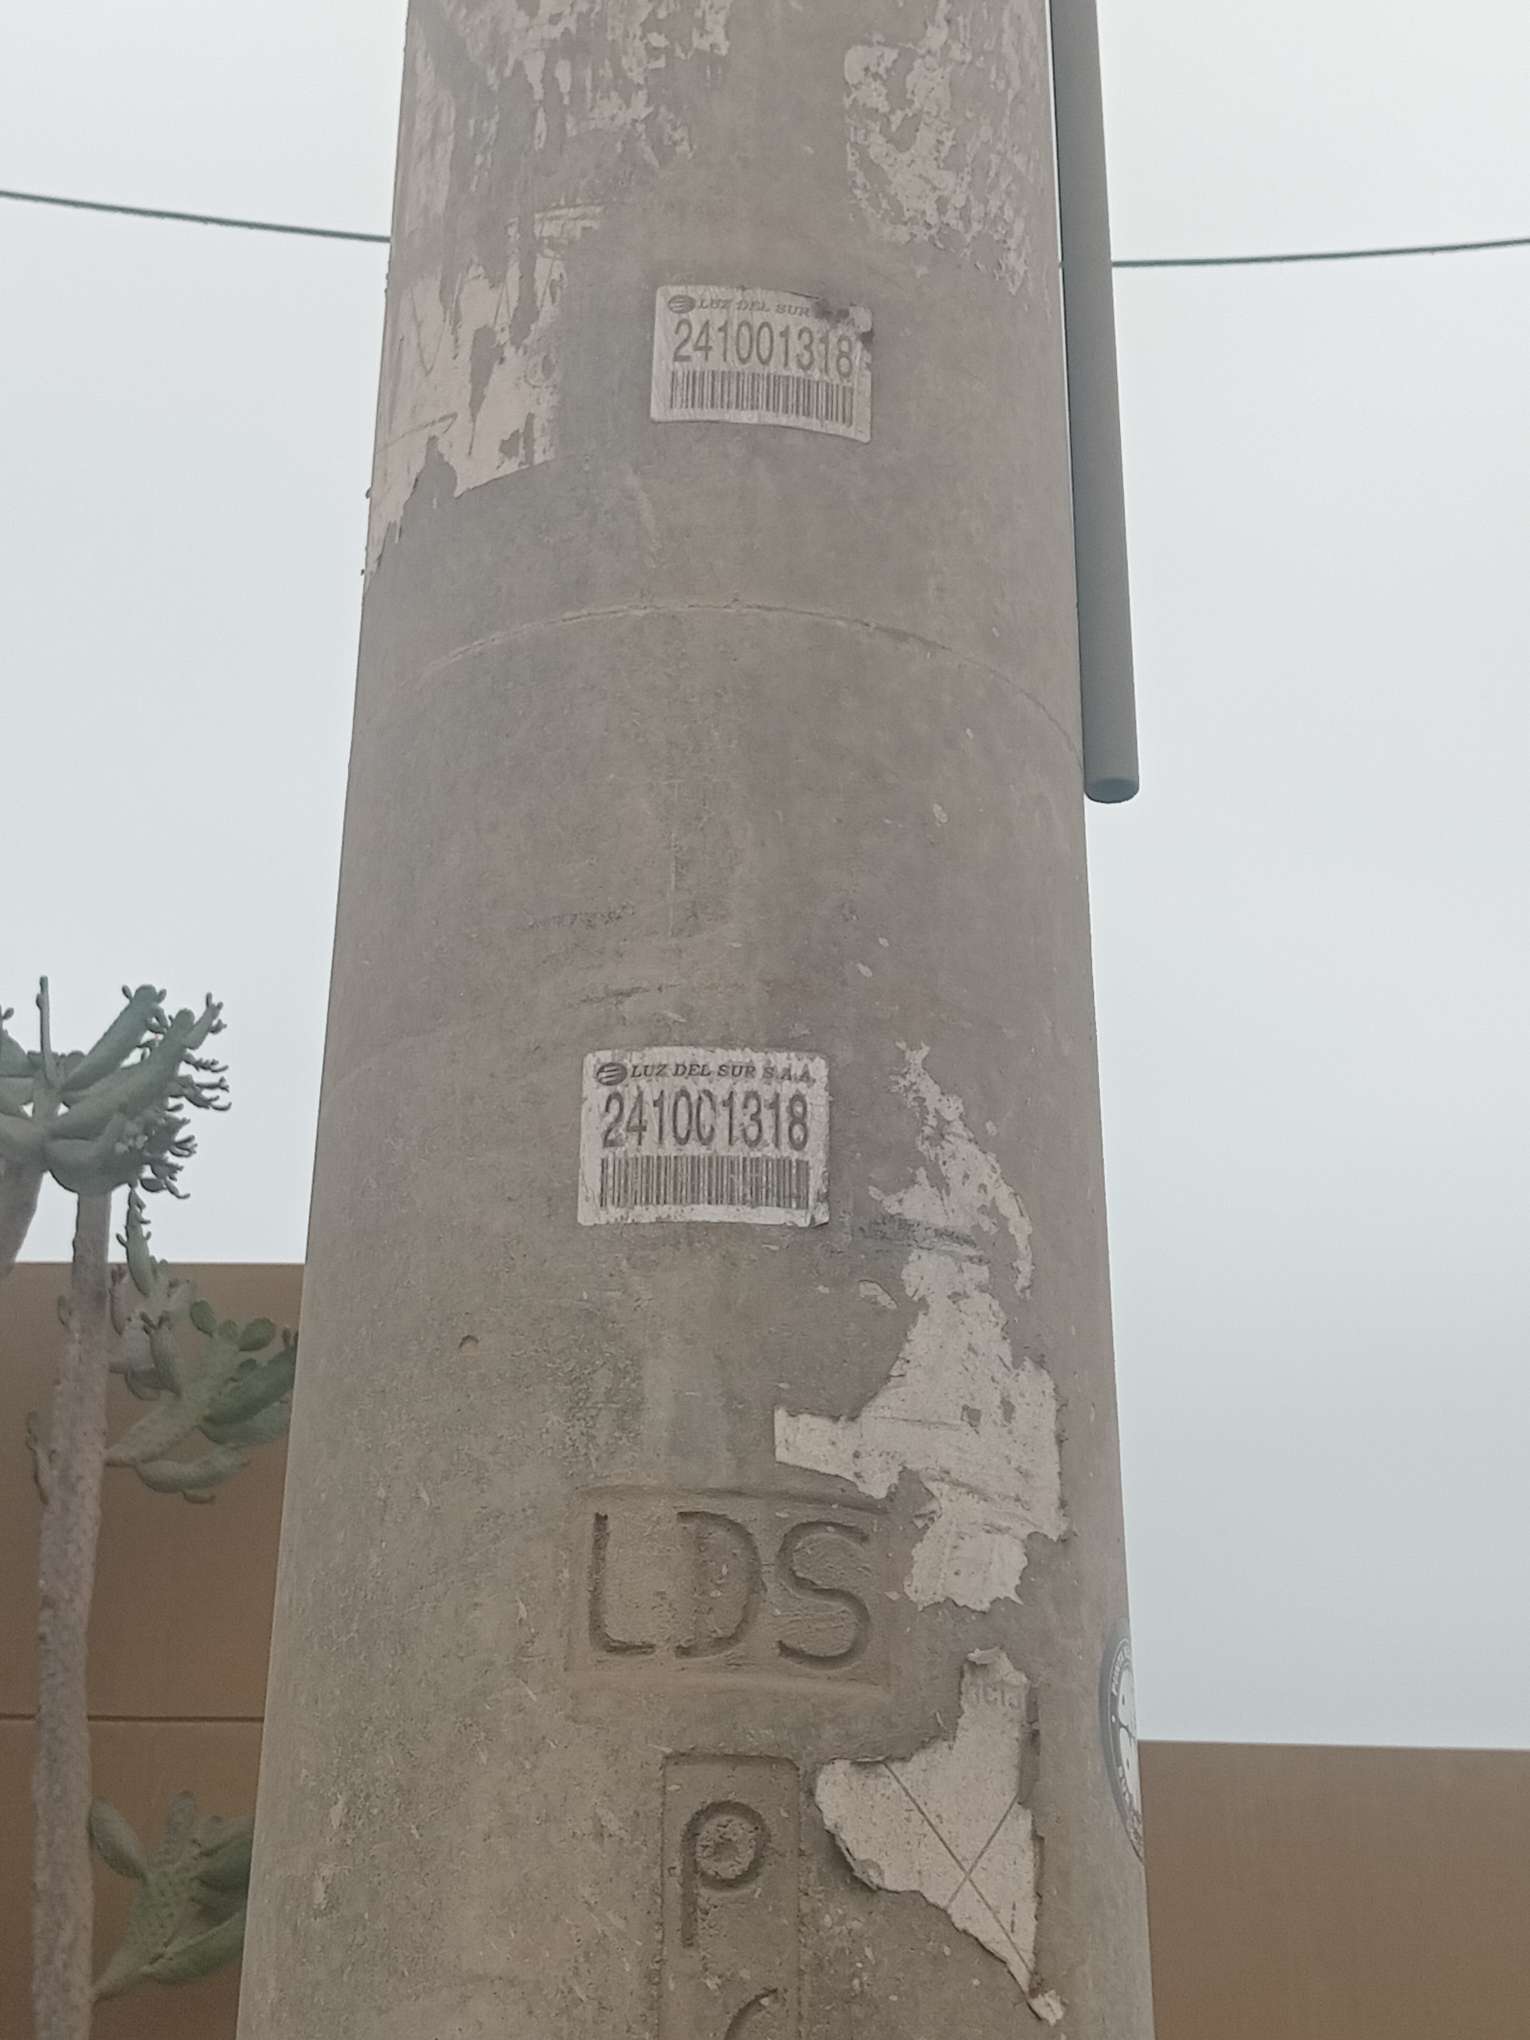 LUZ DEL SUR
241001318
LUZ DEL SUR S.A.A.
241001318
LDS
P